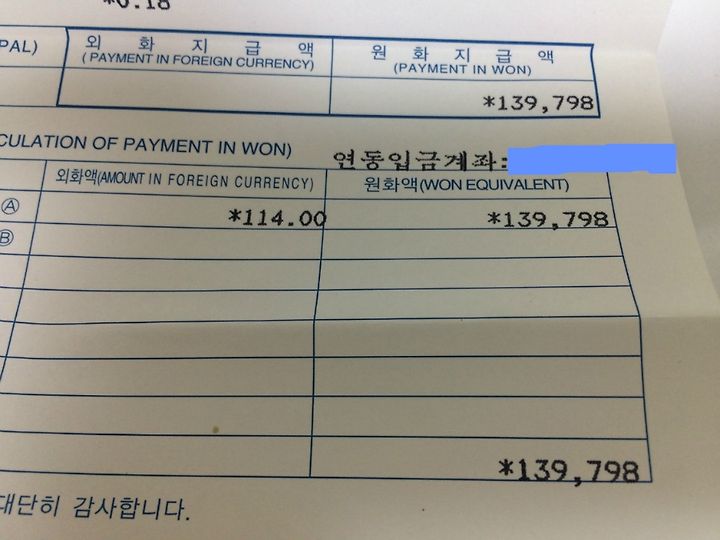 *0.18
PAL)
외 화 지 급 액
( PAYMENT IN FOREIGN CURRENCY)
원 화 지 급 액
(PAYMENT IN WON)
*139,798
CULATION OF PAYMENT IN WON)
연동입금계좌:
외화액(AMOUNT IN FOREIGN CURRENCY)
원화액(WON EQUIVALENT)
Ⓐ
*114.00
*139,798
Ⓑ
*139,798
대단히 감사합니다.